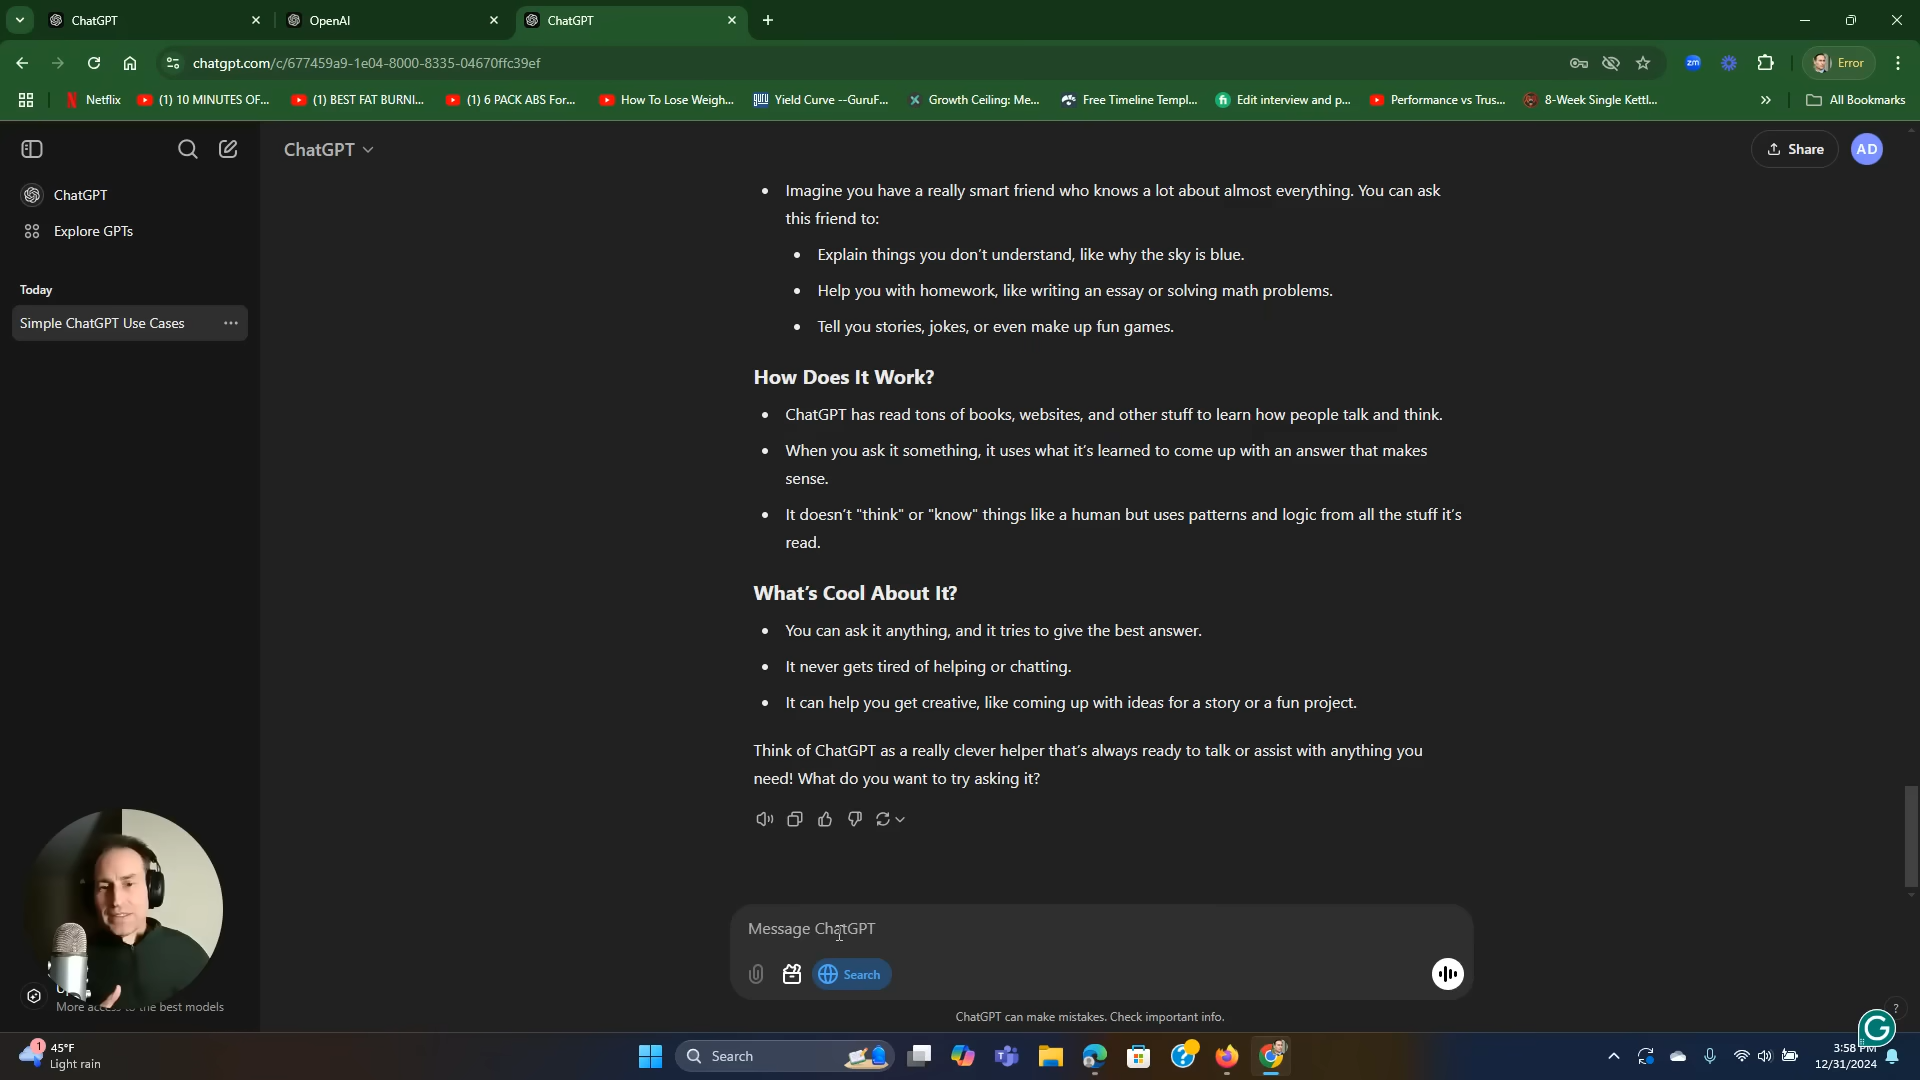 ChatGPT
OpenAI
ChatGPT
chatgpt.com/c/677459a9-1e04-8000-8335-04670ffc39ef
zm
Error
Netflix
(1) 10 MINUTES OF...
(1) BEST FAT BURNI...
(1) 6 PACK ABS For...
How To Lose Weigh...
Yield Curve --GuruF...
Growth Ceiling: Me...
Free Timeline Templ...
Edit interview and p...
Performance vs Trus...
8-Week Single Kettl...
All Bookmarks
ChatGPT
Share
AD
ChatGPT
Explore GPTs
Today
Simple ChatGPT Use Cases
• Imagine you have a really smart friend who knows a lot about almost everything. You can ask
this friend to:
• Explain things you don’t understand, like why the sky is blue.
• Help you with homework, like writing an essay or solving math problems.
• Tell you stories, jokes, or even make up fun games.
How Does It Work?
• ChatGPT has read tons of books, websites, and other stuff to learn how people talk and think.
• When you ask it something, it uses what it’s learned to come up with an answer that makes
sense.
• It doesn’t "think" or "know" things like a human but uses patterns and logic from all the stuff it’s
read.
What’s Cool About It?
• You can ask it anything, and it tries to give the best answer.
• It never gets tired of helping or chatting.
• It can help you get creative, like coming up with ideas for a story or a fun project.
Think of ChatGPT as a really clever helper that’s always ready to talk or assist with anything you
need! What do you want to try asking it?
Message ChatGPT
Search
More access to the best models
ChatGPT can make mistakes. Check important info.
?
G
1
45°F
Light rain
Search
3:58 PM
12/31/2024